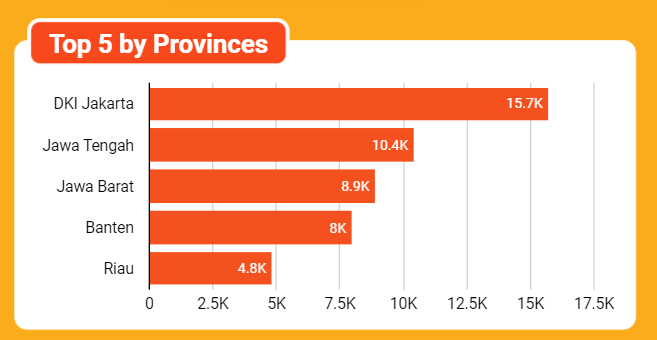 Top 5 by Provinces
DKI Jakarta 15.7K
Jawa Tengah 10.4K
Jawa Barat 8.9K
Banten 8K
Riau 4.8K
0 2.5K 5K 7.5K 10K 12.5K 15K 17.5K